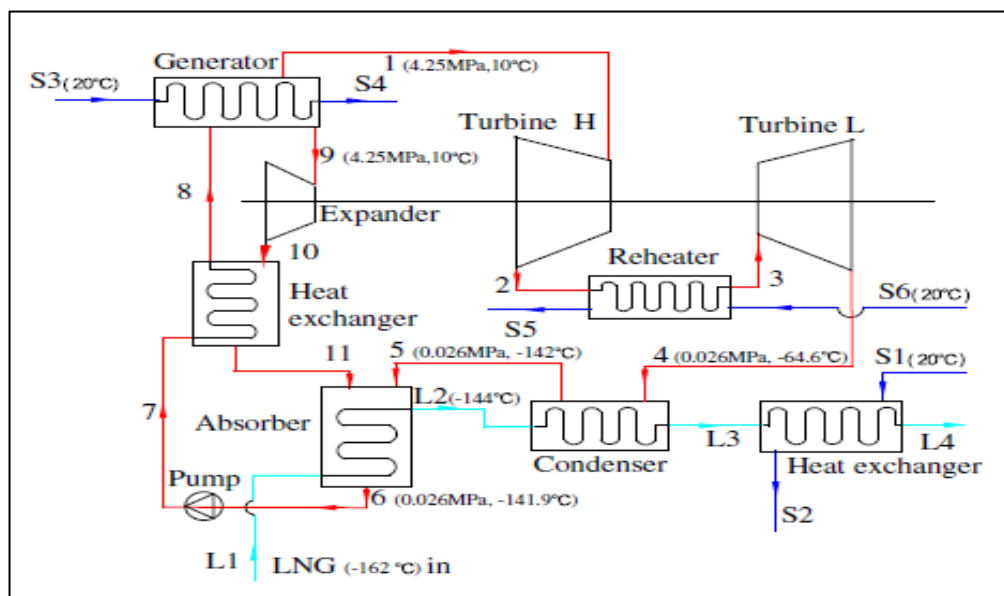 Generator
1 (4.25MPa,10℃)
S3(20℃)
S4
Turbine H
Turbine L
9 (4.25MPa,10℃)
8
Expander
10
Reheater
Heat
exchanger
2
3
S6(20℃)
S5
11
5 (0.026MPa, -142℃)
4 (0.026MPa, -64.6℃)
S1(20℃)
L2(-144℃)
7
Absorber
L3
L4
Condenser
Heat exchanger
Pump
6 (0.026MPa, -141.9℃)
S2
L1
LNG (-162 ℃) in